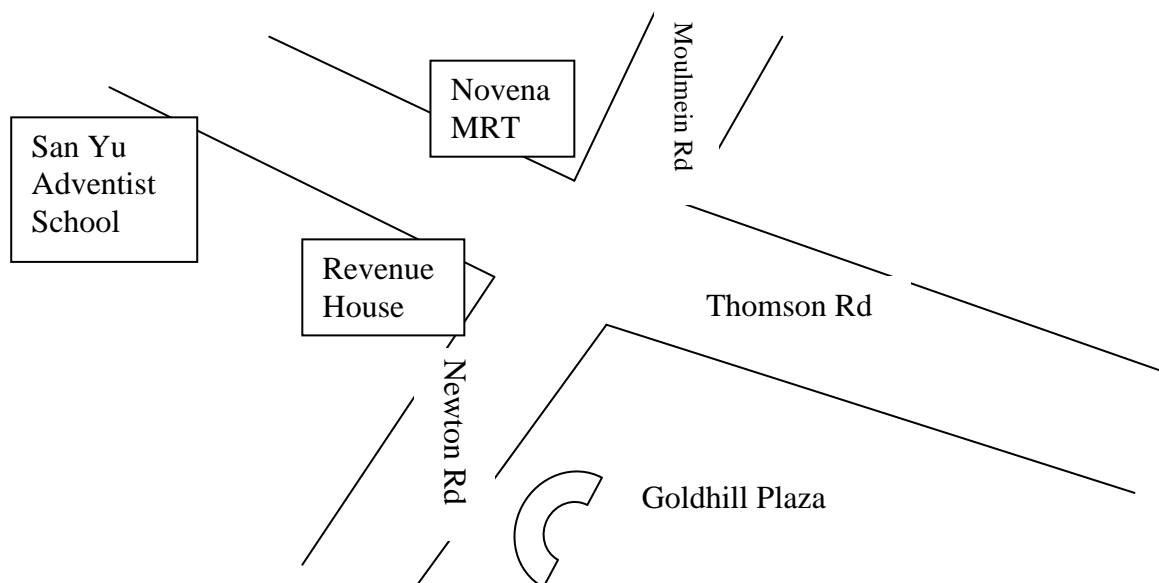 Moulmein Rd
Novena
MRT
San Yu
Adventist
School
Revenue
House
Thomson Rd
Newton Rd
Goldhill Plaza